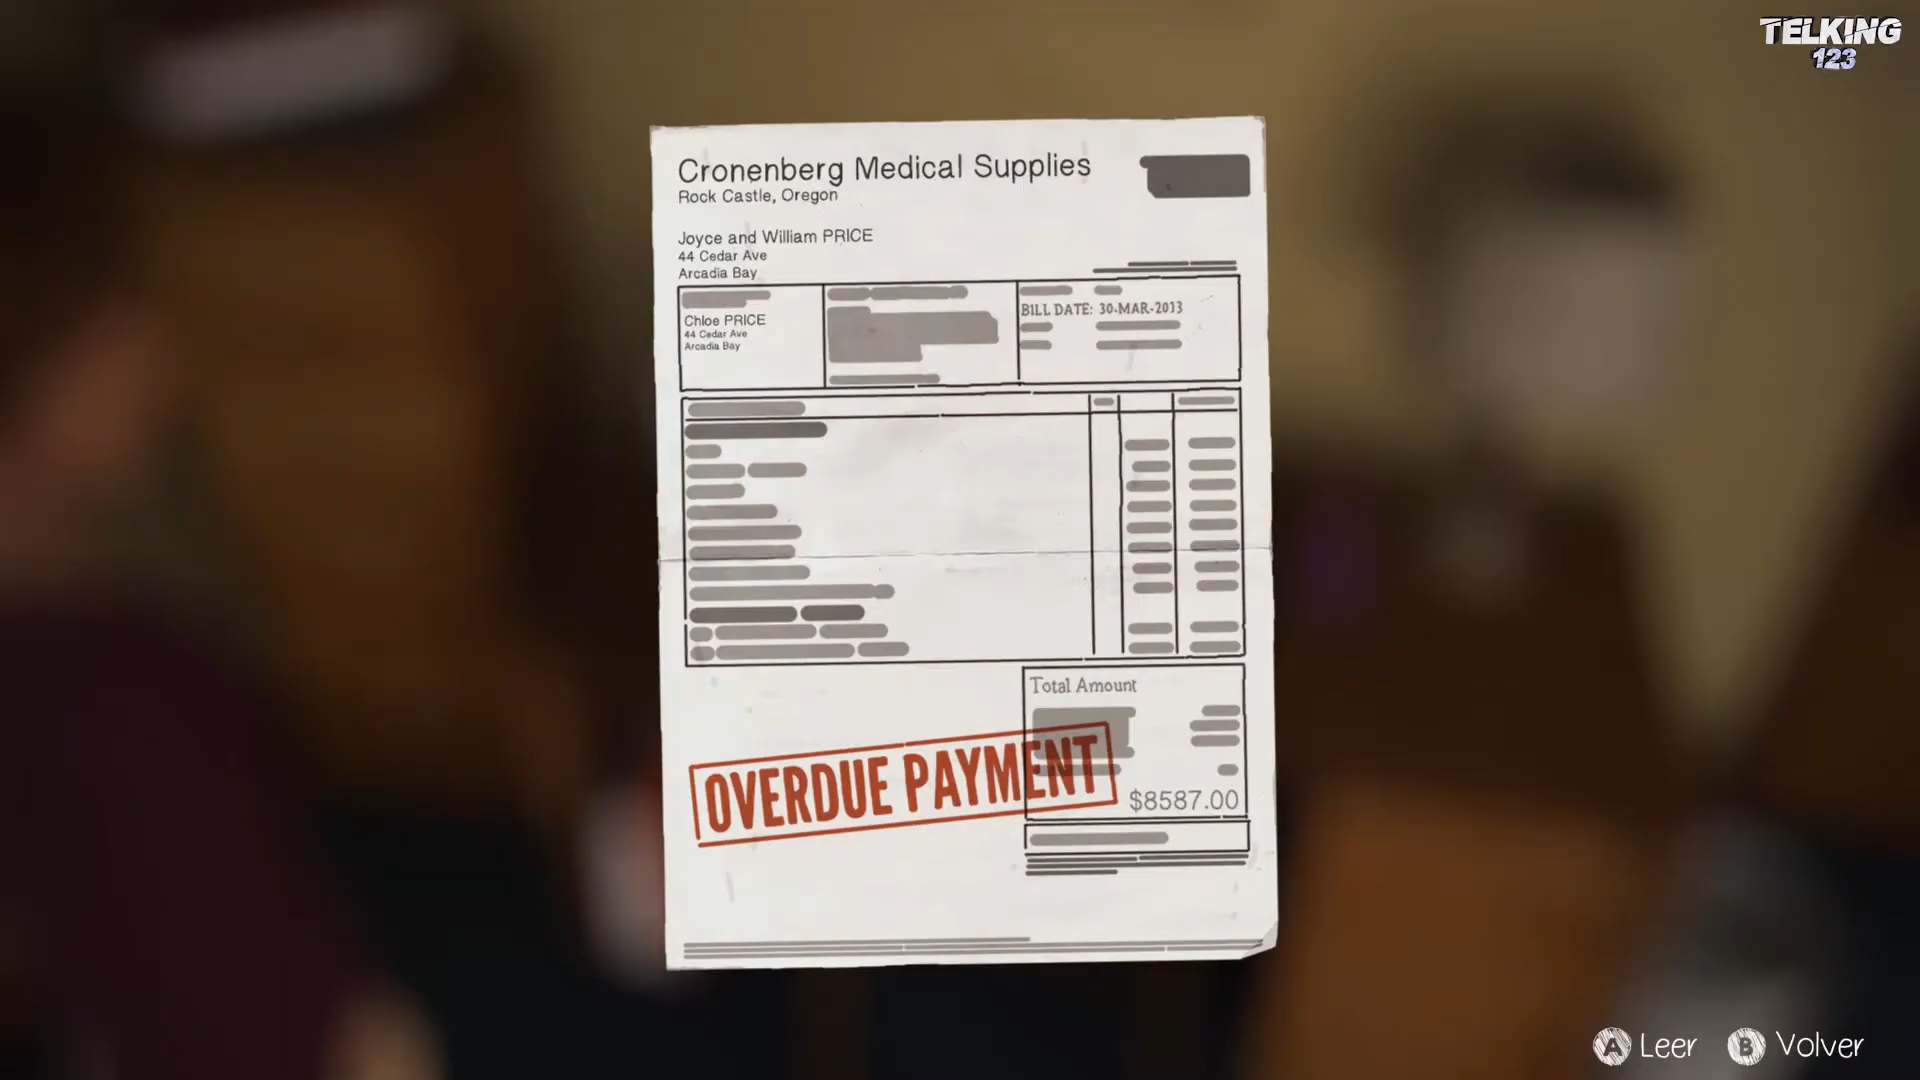 TELKING
123
Cronenberg Medical Supplies
Rock Castle, Oregon
Joyce and William PRICE
44 Cedar Ave
Arcadia Bay
Chloe PRICE
44 Cedar Ave
Arcadia Bay
BILL DATE: 30-MAR-2013
Total Amount
OVERDUE PAYMENT
$8587.00
A Leer B Volver